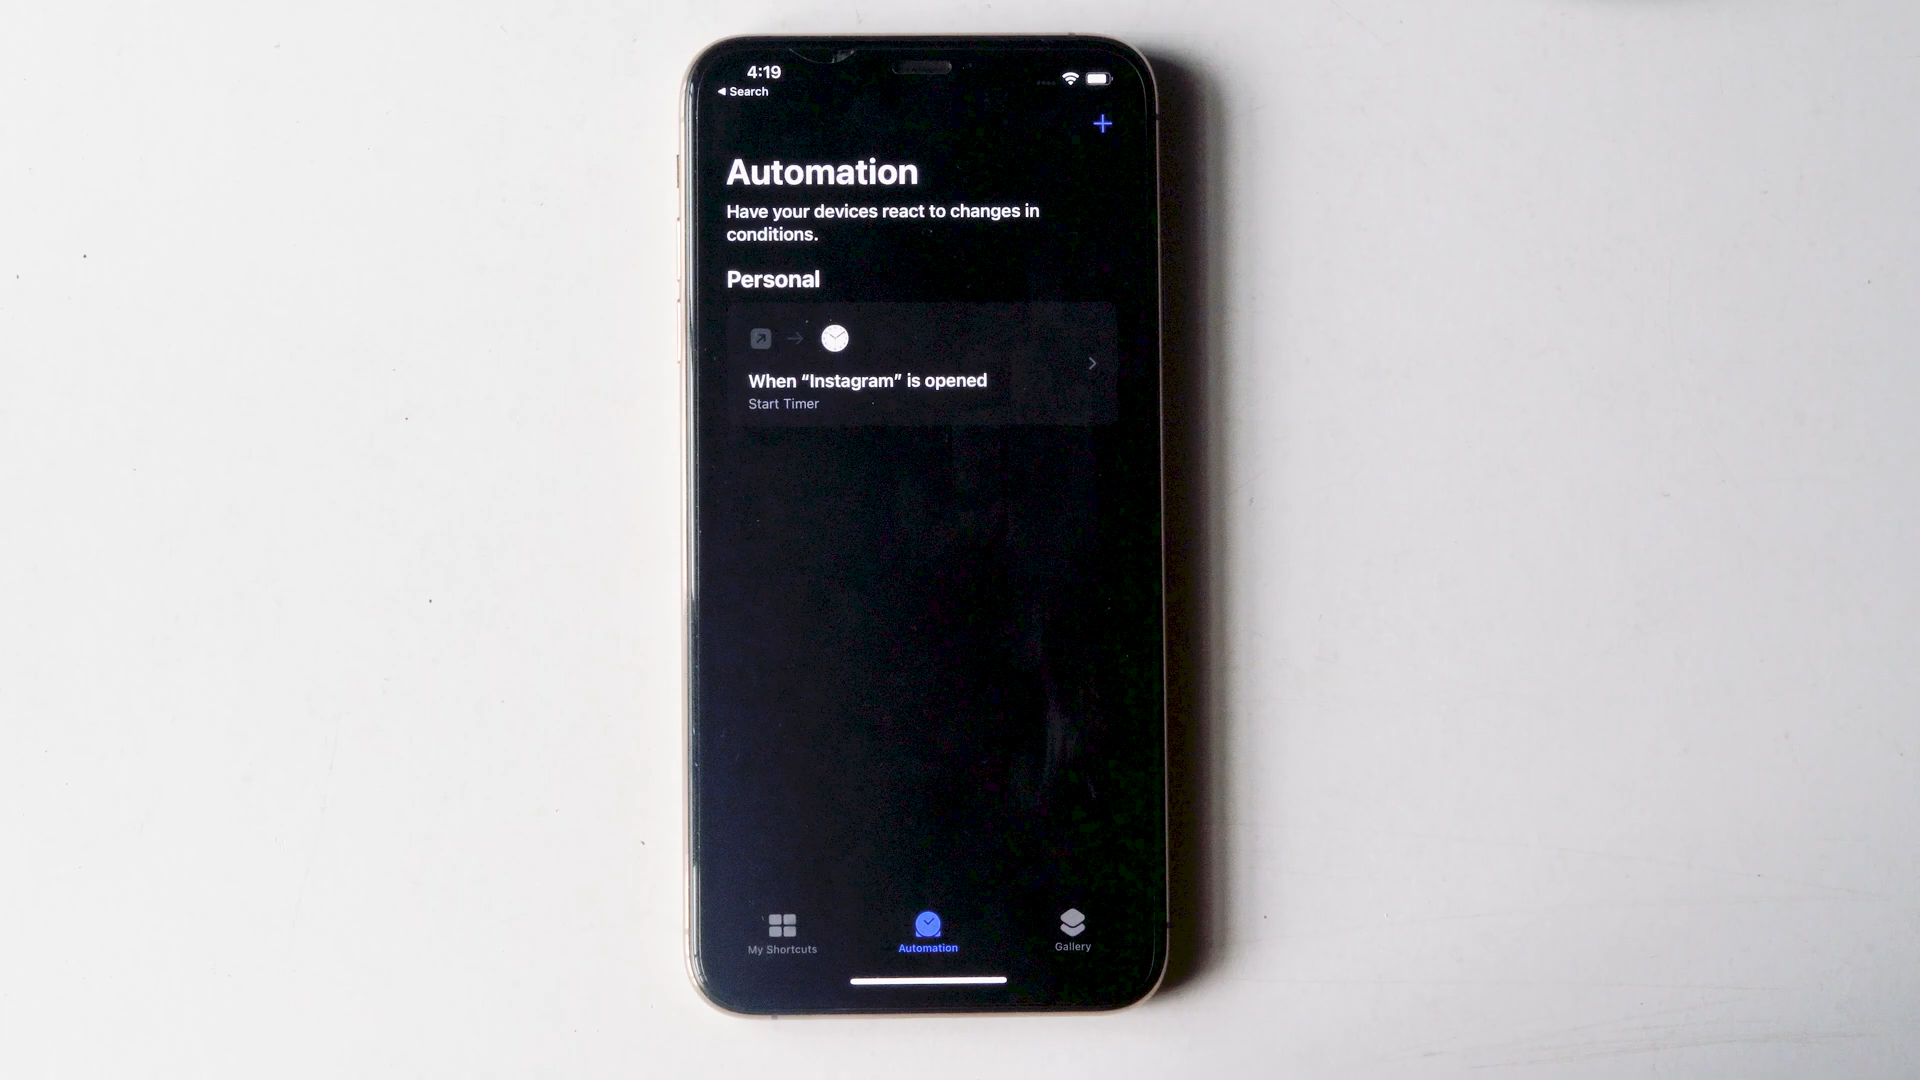 4:19
Search
Automation
Have your devices react to changes in
conditions.
Personal
When “Instagram” is opened
Start Timer
My Shortcuts
Automation
Gallery